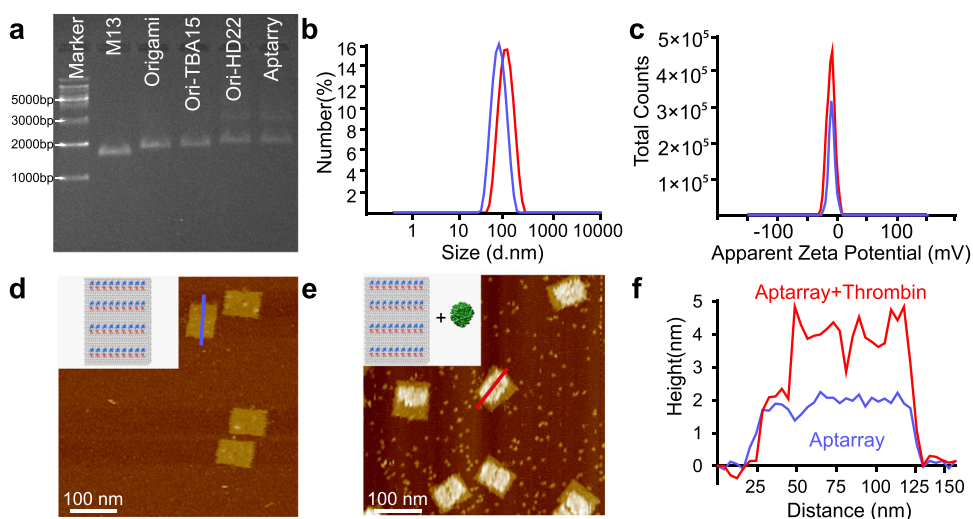 a
Marker
M13
Origami
Ori-TBA15
Ori-HD22
Aptarry
5000bp
3000bp
2000bp
1000bp
b
Number(%)
16
14
12
10
8
6
4
2
1
10
100
1000
10000
Size (d.nm)
c
Total Counts
5×10⁵
4×10⁵
3×10⁵
2×10⁵
1×10⁵
-100
0
100
Apparent Zeta Potential (mV)
d
100 nm
e
+
100 nm
f
Height(nm)
5
4
3
2
1
0
Aptarray+Thrombin
Aptarray
25
50
75
100
125
150
Distance (nm)